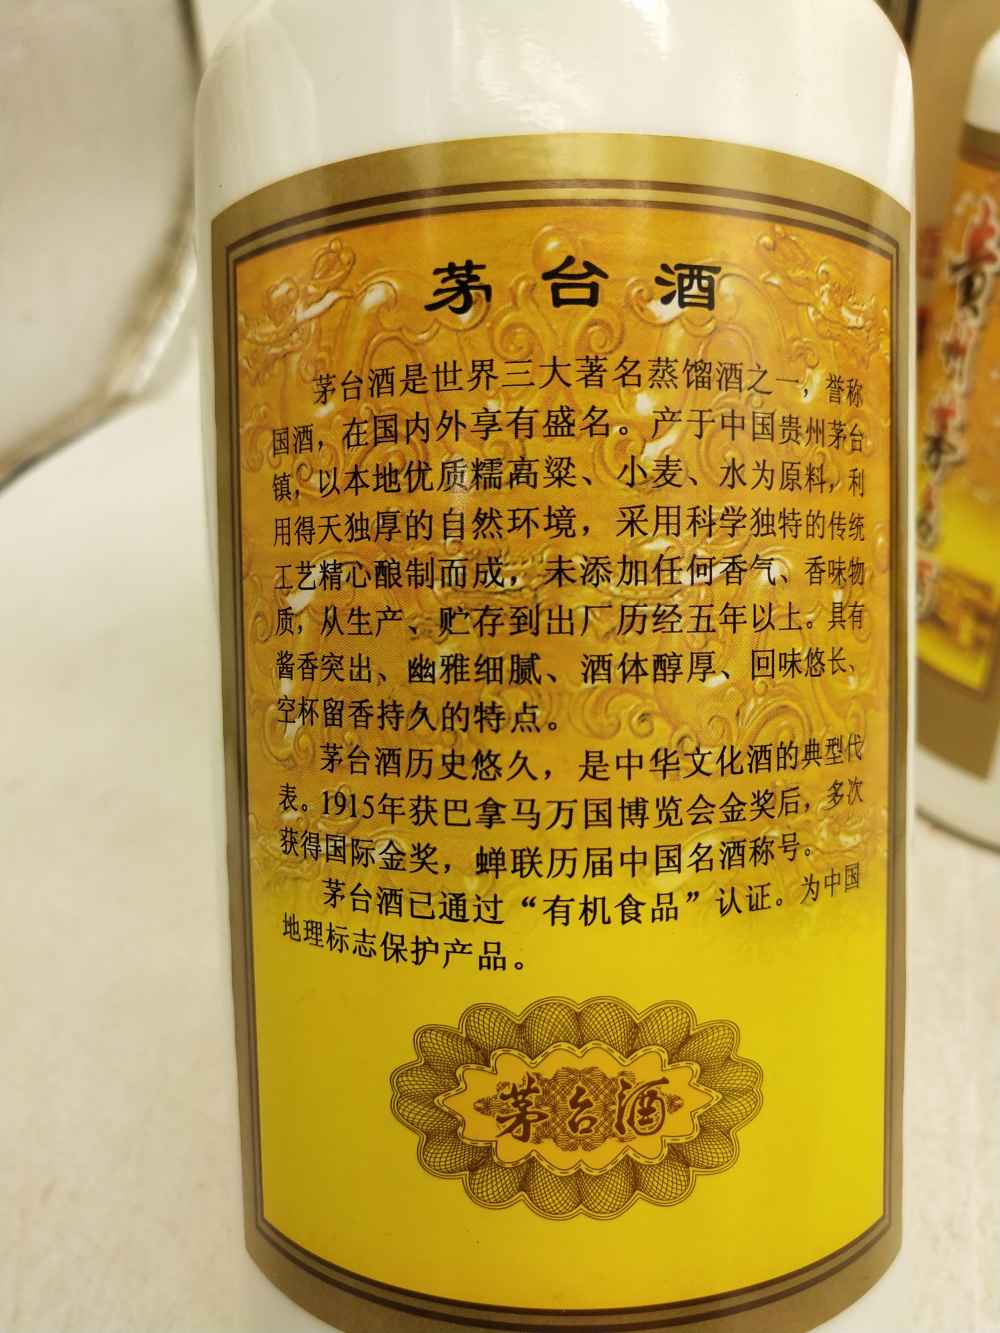 茅台酒
茅台酒是世界三大著名蒸馏酒之一，誉称
国酒，在国内外享有盛名。产于中国贵州茅台
镇，以本地优质糯高粱、小麦、水为原料，利
用得天独厚的自然环境，采用科学独特的传统
工艺精心酿制而成，未添加任何香气、香味物
质，从生产、贮存到出厂历经五年以上。具有
酱香突出、幽雅细腻、酒体醇厚、回味悠长、
空杯留香持久的特点。
茅台酒历史悠久，是中华文化酒的典型代
表。1915年获巴拿马万国博览会金奖后，多次
获得国际金奖，蝉联历届中国名酒称号。
茅台酒已通过“有机食品”认证。为中国
地理标志保护产品。
茅台酒
贵州茅台酒